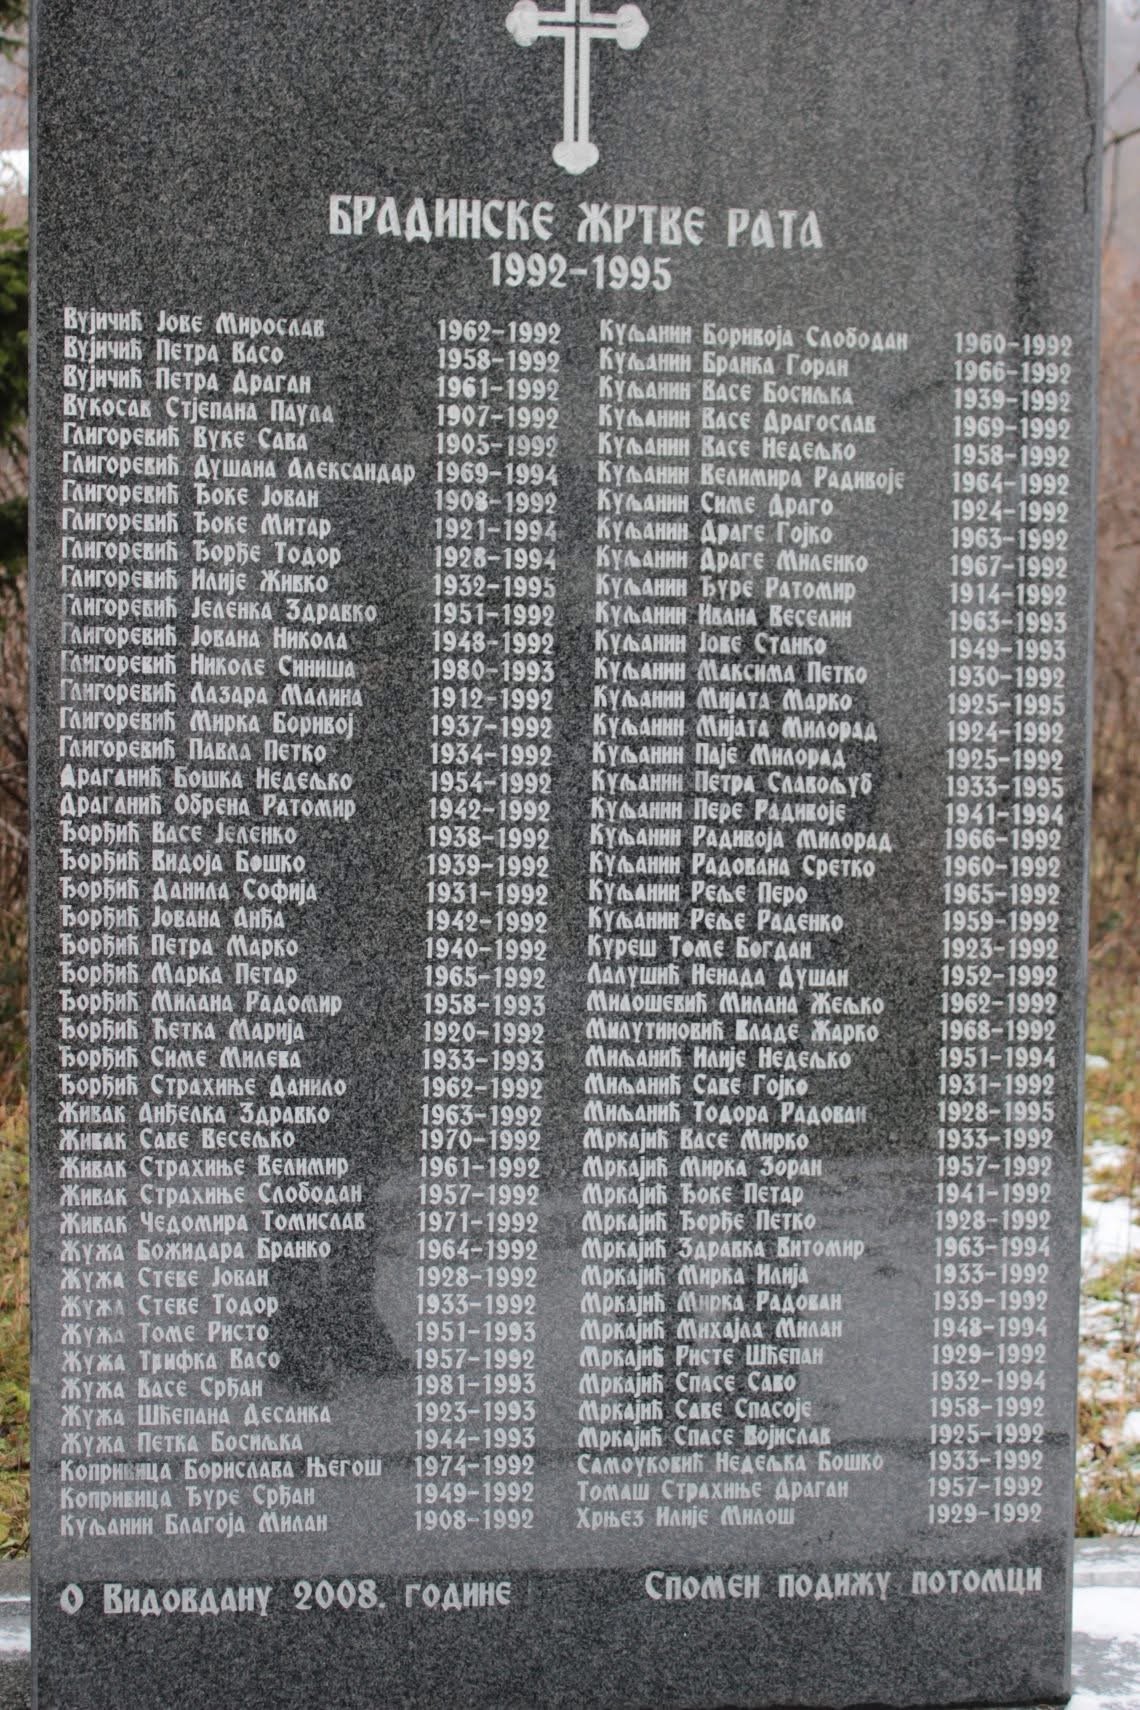 БРАДИНСКЕ ЖРТВЕ РАТА
1992-1995
Вујичић Јове Мирослав 1962-1992
Вујичић Петра Васо 1958-1992
Вујичић Петра Драган 1961-1992
Вукосав Стјепана Паула 1907-1992
Глигоревић Вуке Сава 1905-1992
Глигоревић Душана Александар 1969-1994
Глигоревић Ђоке Јован 1908-1992
Глигоревић Ђоке Митар 1921-1994
Глигоревић Ђорђе Тодор 1928-1994
Глигоревић Илије Живко 1932-1995
Глигоревић Јеленка Здравко 1951-1992
Глигоревић Јована Никола 1948-1992
Глигоревић Николе Синиша 1980-1993
Глигоревић Лазара Малина 1912-1992
Глигоревић Мирка Боривој 1937-1992
Глигоревић Павла Петко 1934-1992
Драганић Бошка Недељко 1954-1992
Драганић Обрена Ратомир 1942-1992
Ђорђић Васе Јеленко 1938-1992
Ђорђић Видоја Бошко 1939-1992
Ђорђић Данила Софија 1931-1992
Ђорђић Јована Анђа 1942-1992
Ђорђић Петра Марко 1940-1992
Ђорђић Марка Петар 1965-1992
Ђорђић Милана Радомир 1958-1993
Ђорђић Ћетка Марија 1920-1992
Ђорђић Симе Милева 1933-1993
Ђорђић Страхиње Данило 1962-1992
Живак Анђелка Здравко 1963-1992
Живак Саве Весељко 1970-1992
Живак Страхиње Велимир 1961-1992
Живак Страхиње Слободан 1957-1992
Живак Чедомира Томислав 1971-1992
Жужа Божидара Бранко 1964-1992
Жужа Стеве Јован 1928-1992
Жужа Стеве Тодор 1933-1992
Жужа Томе Ристо 1951-1993
Жужа Трифка Васо 1957-1992
Жужа Васе Срђан 1981-1993
Жужа Шћепана Десанка 1923-1993
Жужа Петка Босиљка 1944-1993
Копривица Борислава Његош 1974-1992
Копривица Ђуре Срђан 1949-1992
Куљанин Благоја Милан 1908-1992
Куљанин Боривоја Слободан 1960-1992
Куљанин Бранка Горан 1966-1992
Куљанин Васе Босиљка 1939-1992
Куљанин Васе Драгослав 1969-1992
Куљанин Васе Недељко 1958-1992
Куљанин Велимира Радивоје 1964-1992
Куљанин Симе Драго 1924-1992
Куљанин Драге Гојко 1963-1992
Куљанин Драге Миленко 1967-1992
Куљанин Ђуре Ратомир 1914-1992
Куљанин Ивана Веселин 1963-1993
Куљанин Јове Станко 1949-1993
Куљанин Максима Петко 1930-1992
Куљанин Мијата Марко 1925-1995
Куљанин Мијата Милорад 1924-1992
Куљанин Паје Милорад 1925-1992
Куљанин Петра Славољуб 1933-1995
Куљанин Пере Радивоје 1941-1994
Куљанин Радивоја Милорад 1966-1992
Куљанин Радована Сретко 1960-1992
Куљанин Реље Перо 1965-1992
Куљанин Реље Раденко 1959-1992
Куреш Томе Богдан 1923-1992
Лалушић Ненада Душан 1952-1992
Милошевић Милана Жељко 1962-1992
Милутиновић Владе Жарко 1968-1992
Миљанић Илије Недељко 1951-1994
Миљанић Саве Гојко 1931-1992
Миљанић Тодора Радован 1928-1995
Мркајић Васе Мирко 1933-1992
Мркајић Мирка Зоран 1957-1992
Мркајић Ђоке Петар 1941-1992
Мркајић Ђорђе Петко 1928-1992
Мркајић Здравка Витомир 1963-1994
Мркајић Мирка Илија 1933-1992
Мркајић Мирка Радован 1939-1992
Мркајић Михајла Милан 1948-1994
Мркајић Ристе Шћепан 1929-1992
Мркајић Спасе Саво 1932-1994
Мркајић Саве Спасоје 1958-1992
Мркајић Спасе Војислав 1925-1992
Самоуковић Недељка Бошко 1933-1992
Томаш Страхиње Драган 1957-1992
Хрњез Илије Милош 1929-1992
О Видовдану 2008. године
Спомен подижу потомци